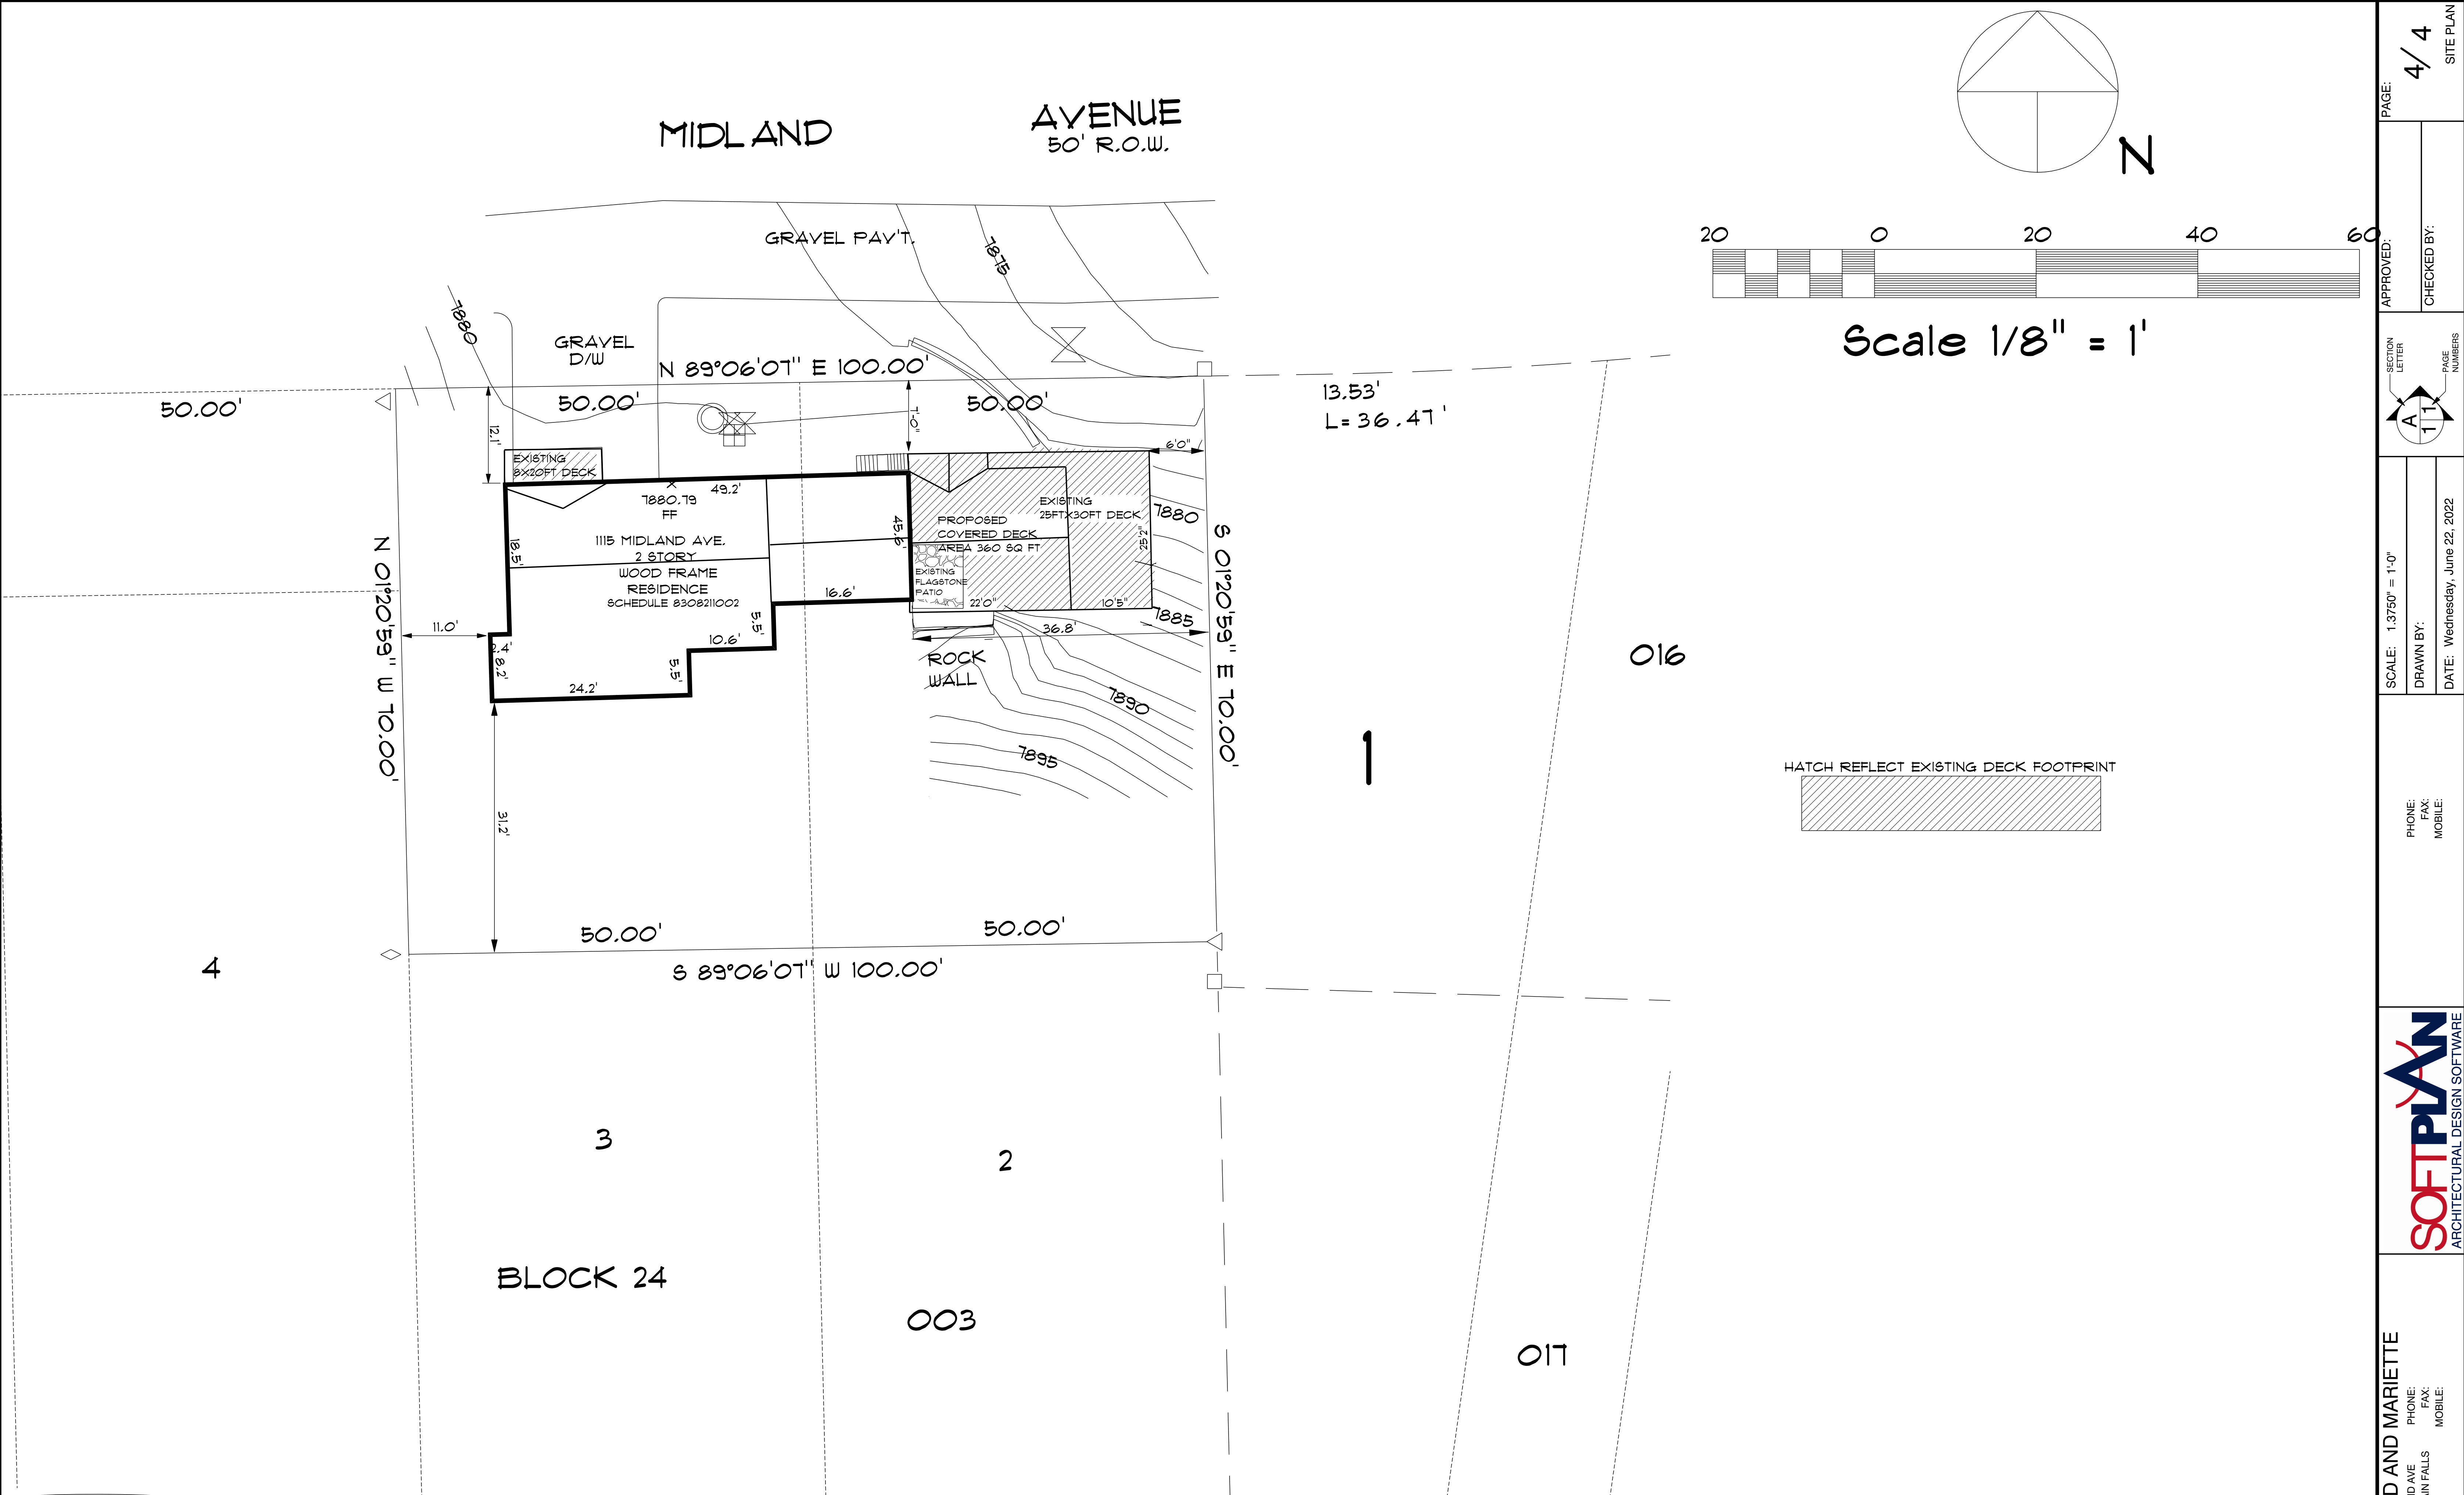 MIDLAND AVENUE
50' R.O.W.
N
20 0 20 40 60
Scale 1/8" = 1'
GRAVEL PAV'T.
7875
7880
GRAVEL
D/W
N 89°06'07" E 100.00'
50.00'
50.00'
50.00'
13.53'
L= 36.47'
12.1'
7'-0"
6'0"
EXISTING
8X20FT DECK
49.2'
7880.79
FF
1115 MIDLAND AVE.
2 STORY
WOOD FRAME
RESIDENCE
SCHEDULE 8308211002
18.5'
45.6'
16.6'
5.5'
10.6'
5.5'
24.2'
2.4'
8.2'
11.0'
31.2'
EXISTING
25FTX30FT DECK
PROPOSED
COVERED DECK
AREA 360 SQ FT
EXISTING
FLAGSTONE
PATIO
22'0"
10'5"
25'2"
36.8'
7880
7885
7890
7895
ROCK
WALL
N 01°20'59" W 70.00'
S 01°20'59" E 70.00'
50.00'
50.00'
S 89°06'07" W 100.00'
016
1
HATCH REFLECT EXISTING DECK FOOTPRINT
4
3
2
BLOCK 24
003
017
PAGE:
4/ 4
SITE PLAN
APPROVED:
CHECKED BY:
SECTION
LETTER
A
1 1
PAGE
NUMBERS
SCALE: 1.3750" = 1'-0"
DRAWN BY:
DATE: Wednesday, June 22, 2022
PHONE:
FAX:
MOBILE:
SOFTPLAN
ARCHITECTURAL DESIGN SOFTWARE
D AND MARIETTE
ND AVE
IN FALLS
PHONE:
FAX:
MOBILE: